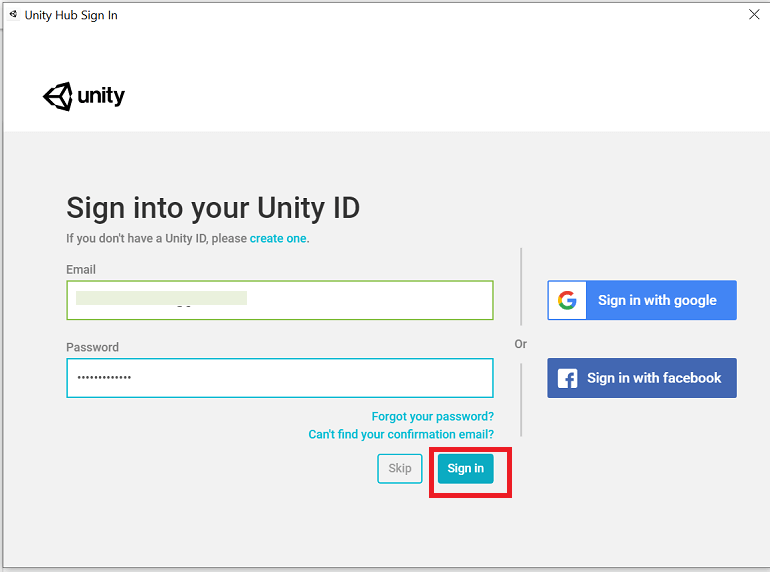 Unity Hub Sign In
unity
Sign into your Unity ID
If you don't have a Unity ID, please create one.
Email
Sign in with google
Password
Or
•••••••••••••
Sign in with facebook
Forgot your password?
Can't find your confirmation email?
Skip
Sign in